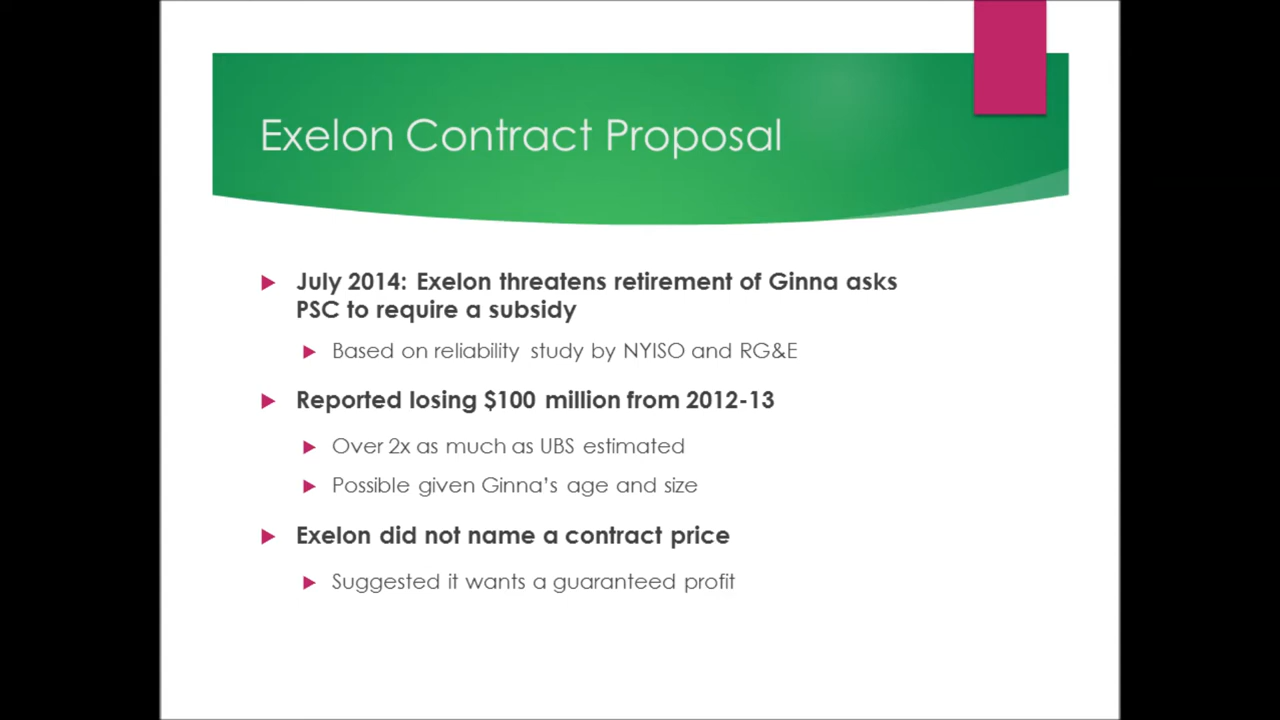 Exelon Contract Proposal
July 2014: Exelon threatens retirement of Ginna asks
PSC to require a subsidy
Based on reliability study by NYISO and RG&E
Reported losing $100 million from 2012-13
Over 2x as much as UBS estimated
Possible given Ginna's age and size
Exelon did not name a contract price
Suggested it wants a guaranteed profit